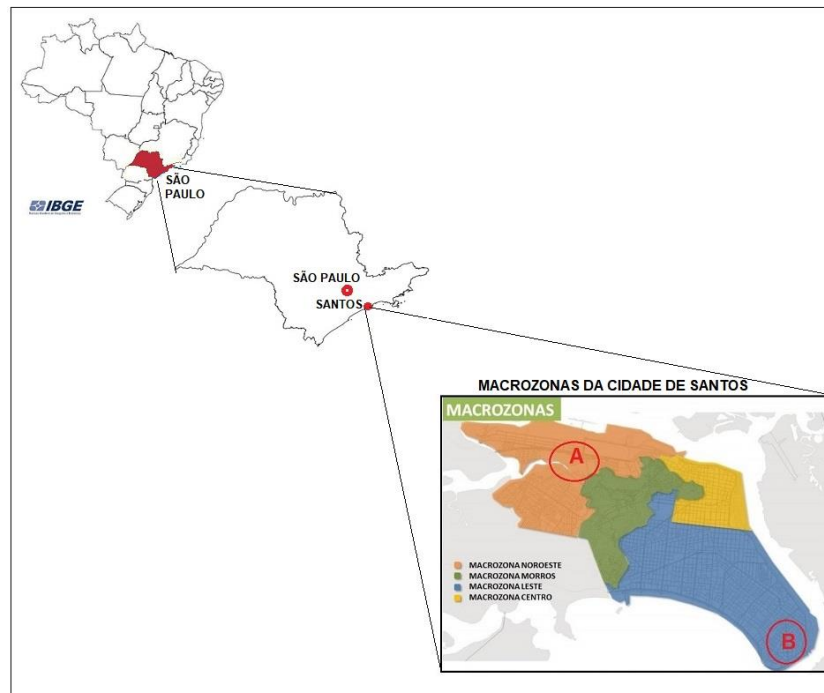 SÃO
PAULO
IBGE
SÃO PAULO
SANTOS
MACROZONAS DA CIDADE DE SANTOS
MACROZONAS
A
MACROZONA NOROESTE
MACROZONA MORROS
MACROZONA LESTE
MACROZONA CENTRO
B